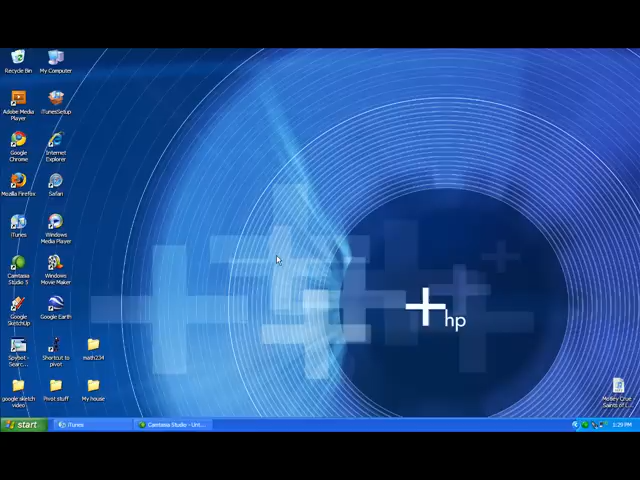 Recycle Bin
My Computer
Adobe Media
Player
iTunesSetup
Google
Chrome
Internet
Explorer
Mozilla Firefox
Safari
iTunes
Windows
Media Player
Camtasia
Studio 5
Windows
Movie Maker
Google
SketchUp
Google Earth
Spybot -
Searc...
Shortcut to
pivot
math234
google sketch
video
Pivot stuff
My house
hp
Motley Crue
Saints of (...
start
iTunes
Camtasia Studio - Unt...
1:29 PM